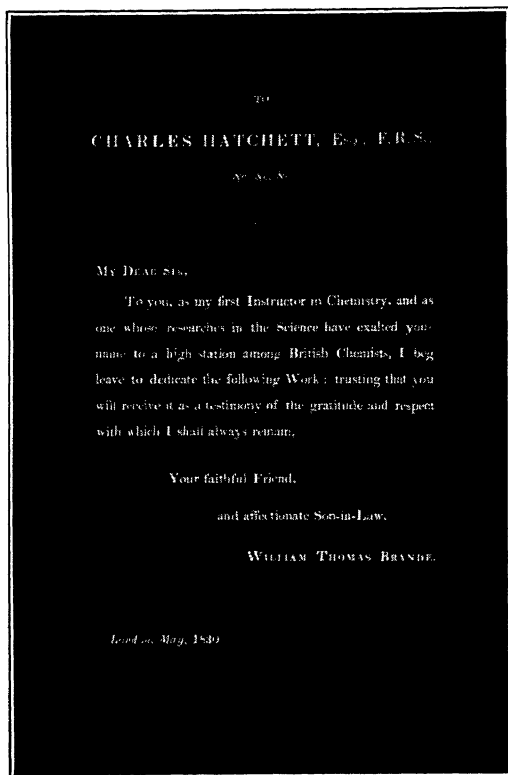 TO
CHARLES HATCHETT, Esq., F.R.S.,
&c. &c. &c.
My Dear Sir,
To you, as my first Instructor in Chemistry, and as
one whose researches in the Science have exalted your
name to a high station among British Chemists, I beg
leave to dedicate the following Work: trusting that you
will receive it as a testimony of the gratitude and respect
with which I shall always remain,
Your faithful Friend,
and affectionate Son-in-Law,
William Thomas Brande.
London, May, 1830